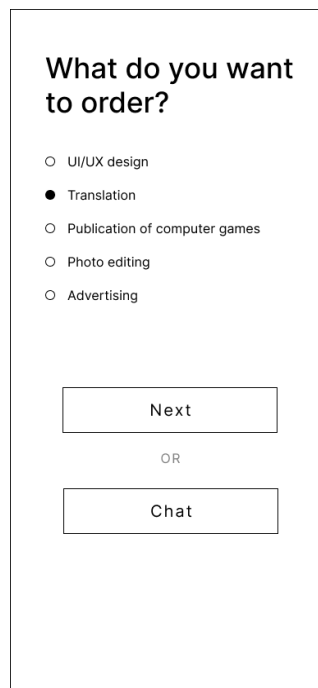 What do you want
to order?
UI/UX design
Translation
Publication of computer games
Photo editing
Advertising
Next
OR
Chat